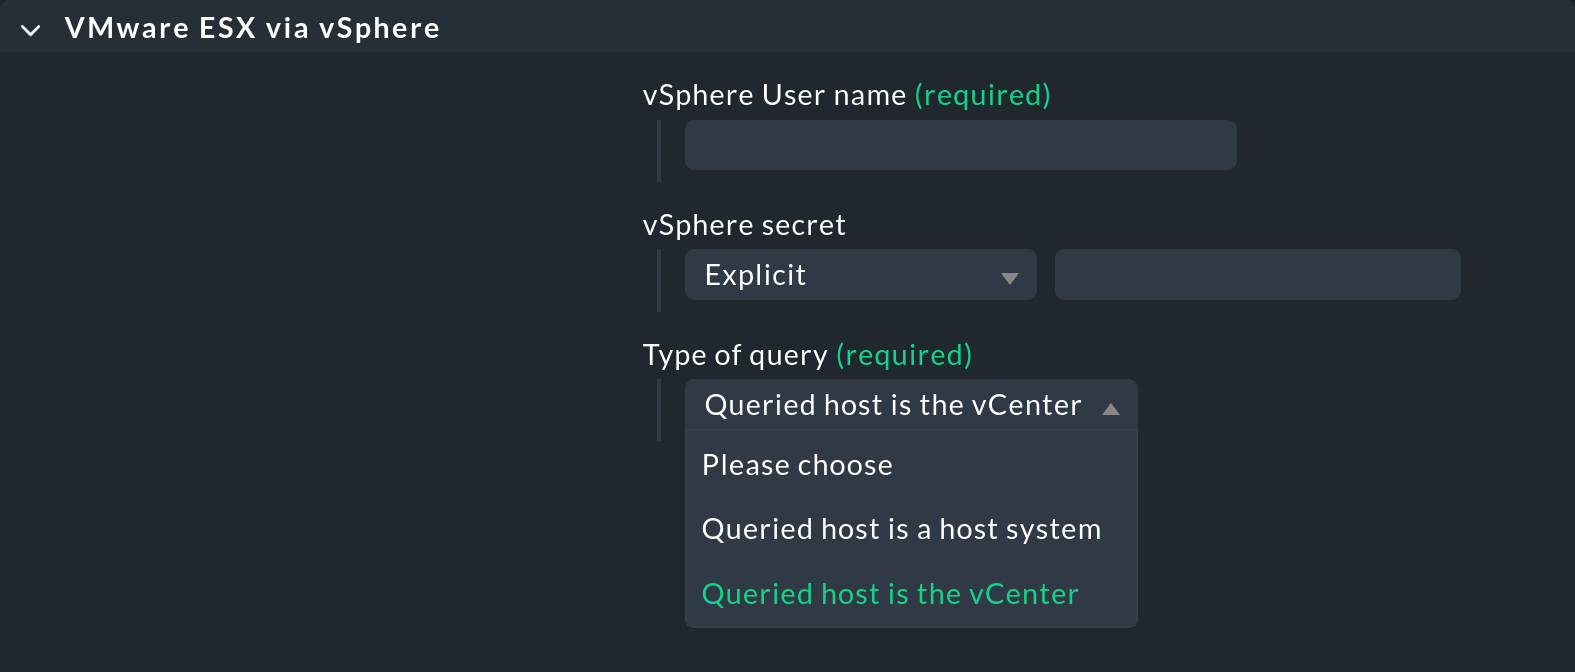 VMware ESX via vSphere
vSphere User name (required)
vSphere secret
Explicit
Type of query (required)
Queried host is the vCenter
Please choose
Queried host is a host system
Queried host is the vCenter